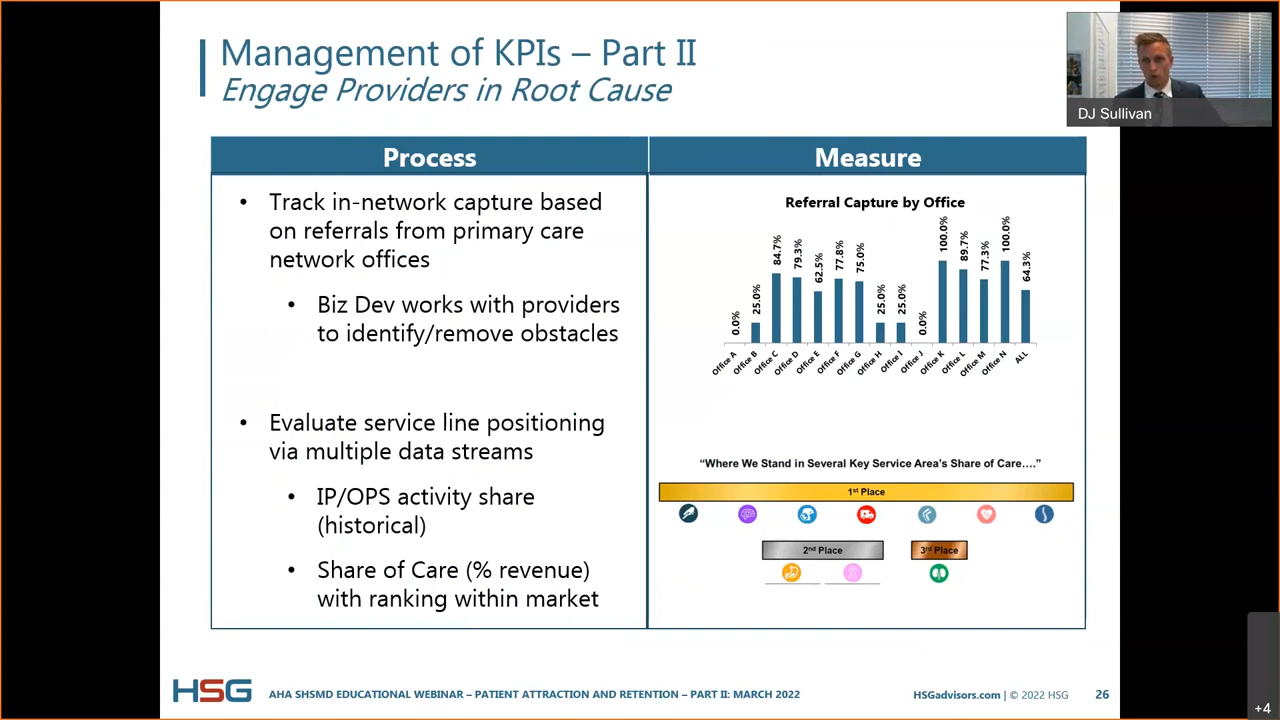 Management of KPIs – Part II
Engage Providers in Root Cause
DJ Sullivan
Process
Measure
• Track in-network capture based
on referrals from primary care
network offices
• Biz Dev works with providers
to identify/remove obstacles
• Evaluate service line positioning
via multiple data streams
• IP/OPS activity share
(historical)
• Share of Care (% revenue)
with ranking within market
Referral Capture by Office
0.0%
25.0%
84.7%
79.3%
62.5%
77.8%
75.0%
25.0%
25.0%
0.0%
100.0%
89.7%
77.3%
100.0%
64.3%
Office A
Office B
Office C
Office D
Office E
Office F
Office G
Office H
Office I
Office J
Office K
Office L
Office M
Office N
ALL
“Where We Stand in Several Key Service Area’s Share of Care….”
1st Place
2nd Place
3rd Place
HSG
AHA SHSMD EDUCATIONAL WEBINAR – PATIENT ATTRACTION AND RETENTION – PART II: MARCH 2022
HSGadvisors.com | © 2022 HSG
26
+4